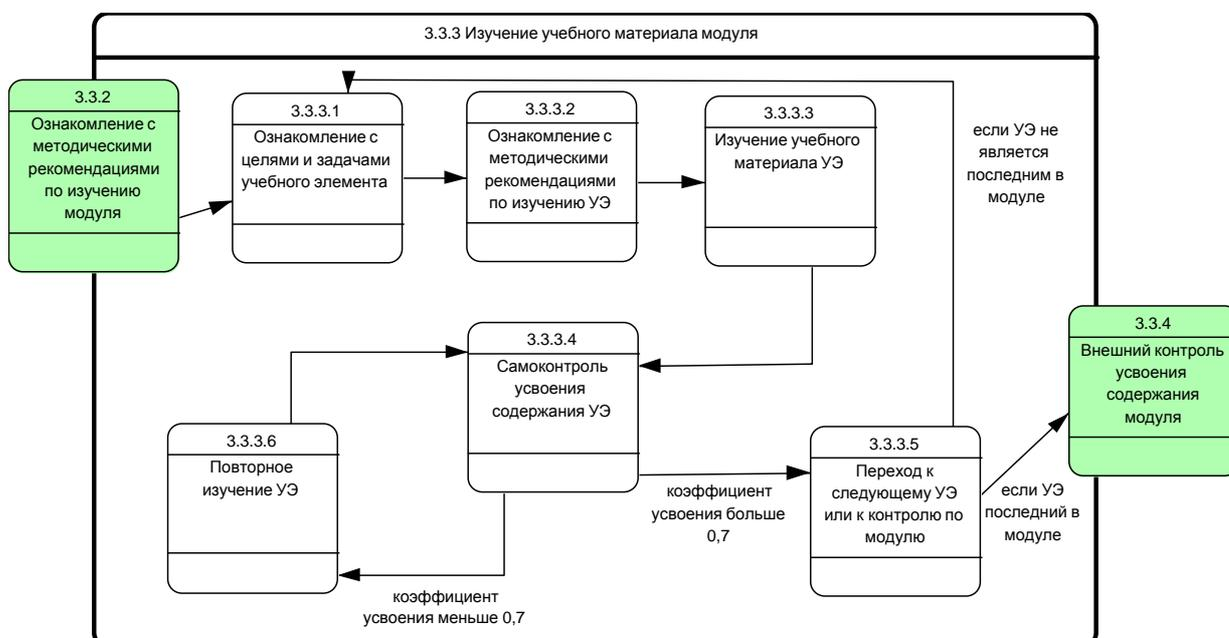 3.3.3 Изучение учебного материала модуля
3.3.2
Ознакомление с
методическими
рекомендациями
по изучению
модуля
3.3.3.1
Ознакомление с
целями и задачами
учебного элемента
3.3.3.2
Ознакомление с
методическими
рекомендациями
по изучению УЭ
3.3.3.3
Изучение учебного
материала УЭ
если УЭ не
является
последним в
модуле
3.3.3.4
Самоконтроль
усвоения
содержания УЭ
3.3.4
Внешний контроль
усвоения
содержания
модуля
3.3.3.6
Повторное
изучение УЭ
3.3.3.5
Переход к
следующему УЭ
или к контролю по
модулю
коэффициент
усвоения больше
0,7
если УЭ
последний в
модуле
коэффициент
усвоения меньше 0,7